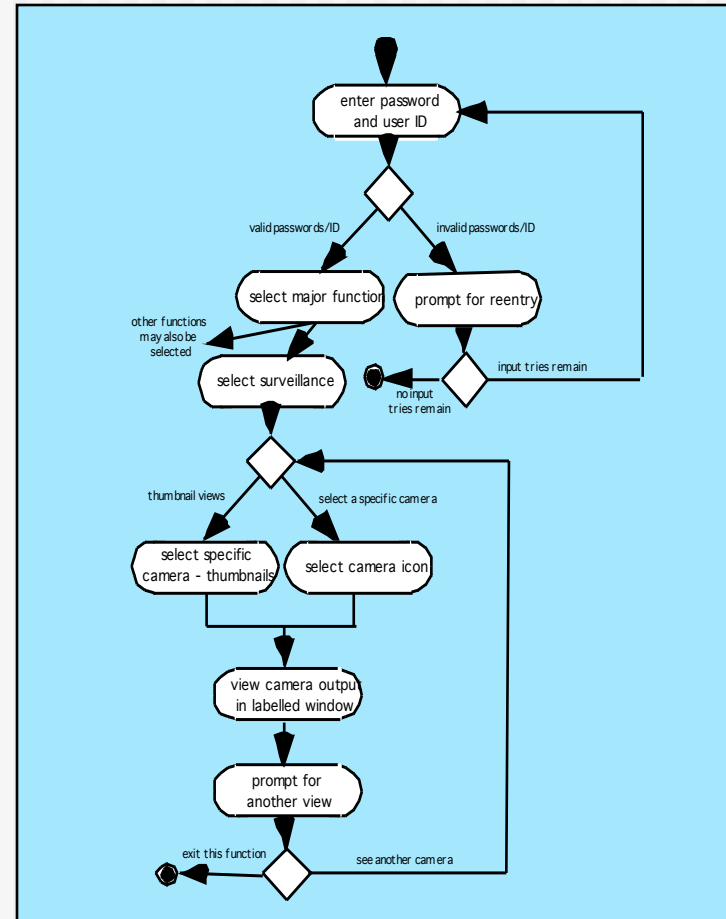 enter password
and user ID
valid passwords/ID
invalid passwords/ID
select major function
prompt for reentry
other functions
may also be
selected
input tries remain
no input
tries remain
select surveillance
thumbnail views
select a specific camera
select specific
camera - thumbnails
select camera icon
view camera output
in labelled window
prompt for
another view
exit this function
see another camera